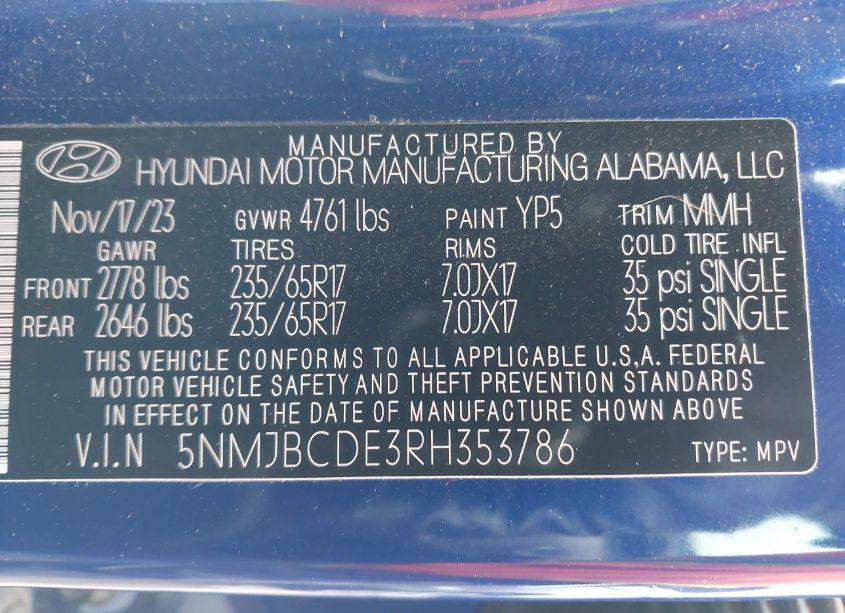 MANUFACTURED BY
HYUNDAI MOTOR MANUFACTURING ALABAMA, LLC
Nov/17/23 GVWR 4761 lbs PAINT YP5 TRIM MMH
GAWR TIRES RIMS COLD TIRE INFL
FRONT 2778 lbs 235/65R17 7.0JX17 35 psi SINGLE
REAR 2646 lbs 235/65R17 7.0JX17 35 psi SINGLE
THIS VEHICLE CONFORMS TO ALL APPLICABLE U.S.A. FEDERAL
MOTOR VEHICLE SAFETY AND THEFT PREVENTION STANDARDS
IN EFFECT ON THE DATE OF MANUFACTURE SHOWN ABOVE
V.I.N 5NMJBCDE3RH353786 TYPE: MPV